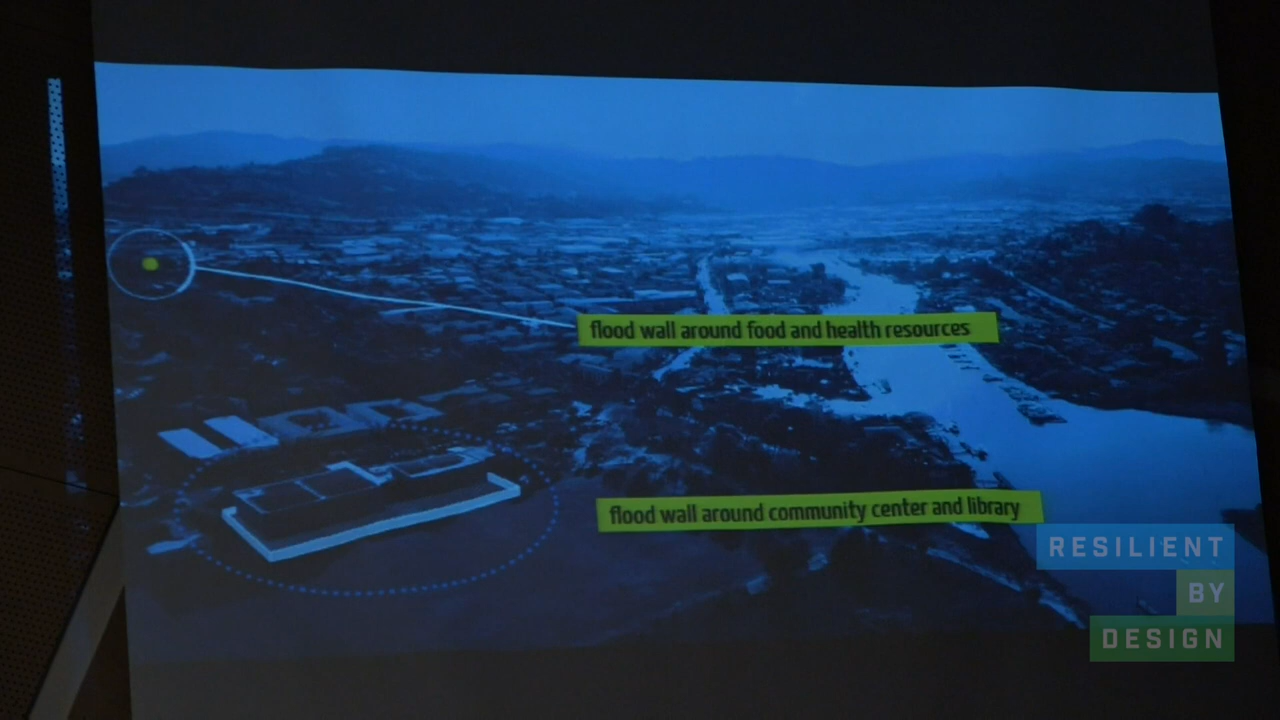 flood wall around food and health resources
flood wall around community center and library
RESILIENT
BY
DESIGN